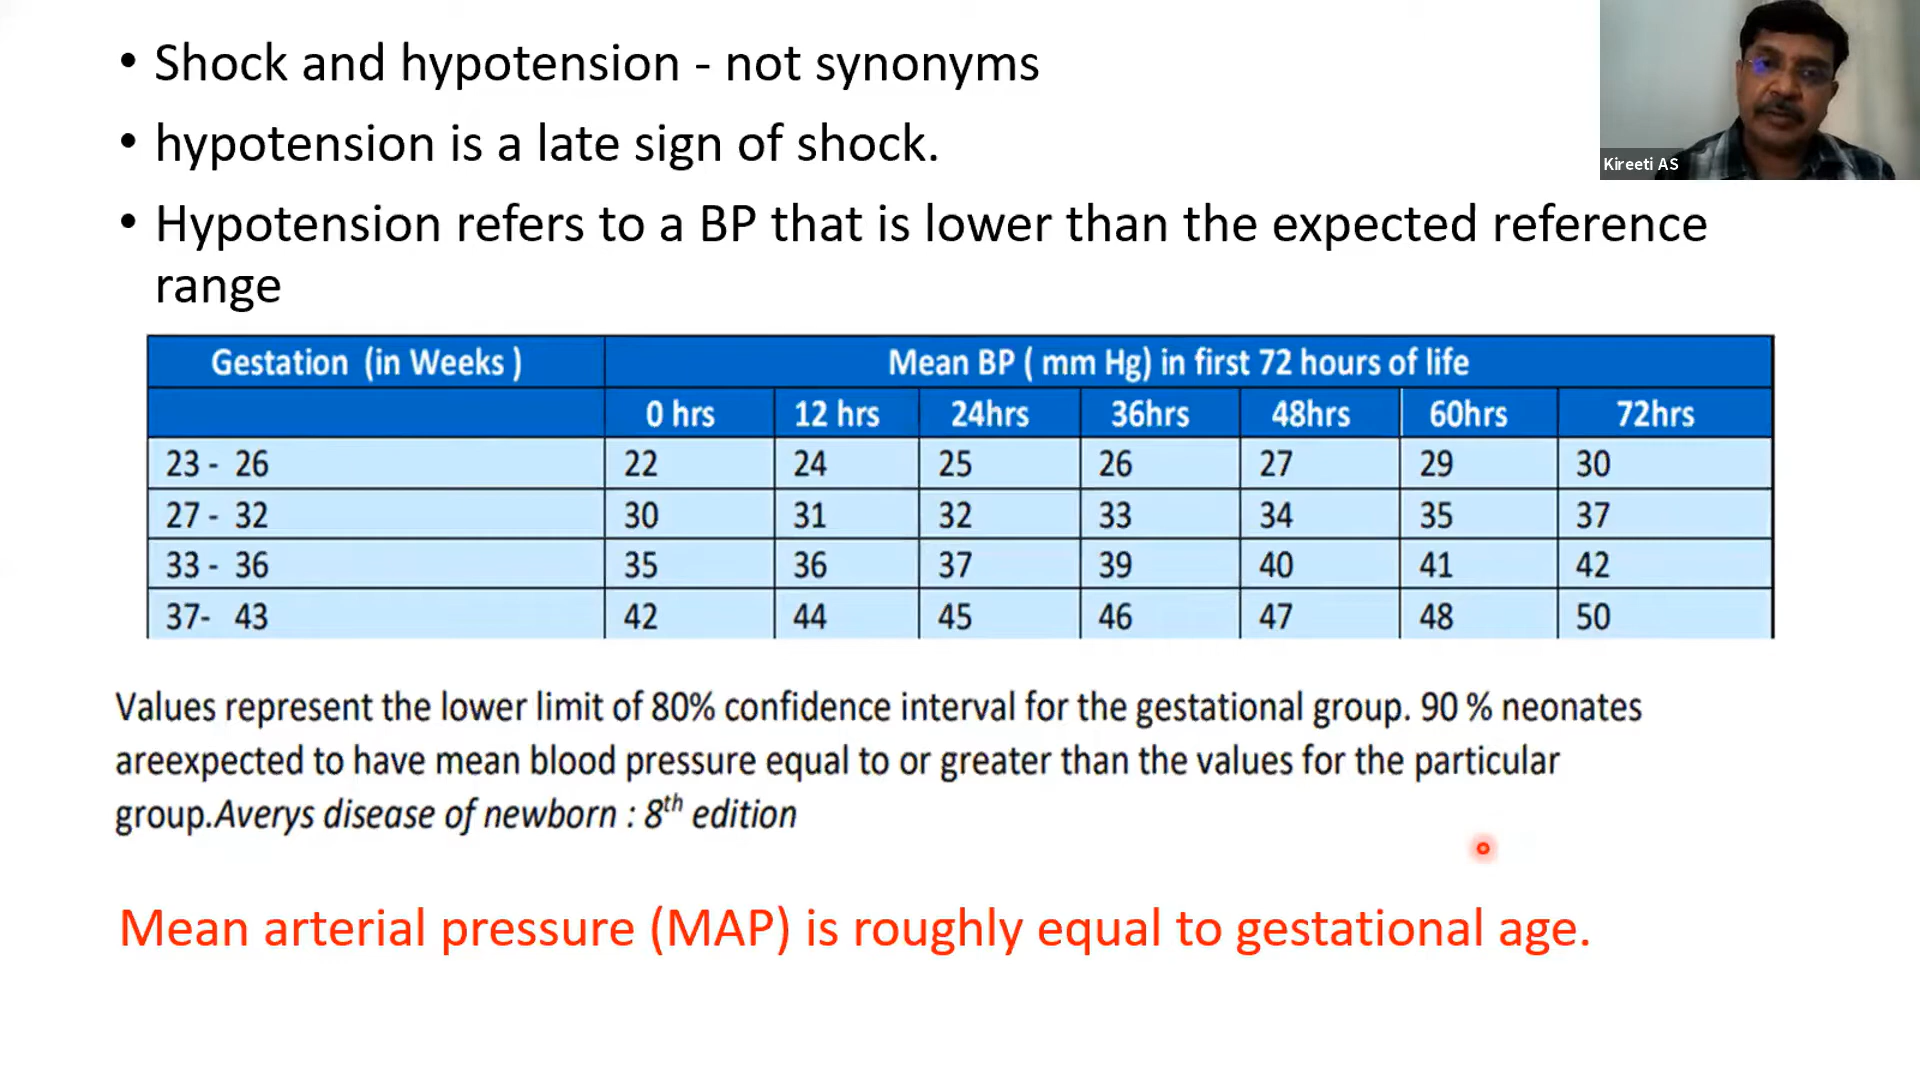 • Shock and hypotension - not synonyms
• hypotension is a late sign of shock.
• Hypotension refers to a BP that is lower than the expected reference
range
Kireeti AS
Gestation (in Weeks ) Mean BP ( mm Hg) in first 72 hours of life
0 hrs 12 hrs 24hrs 36hrs 48hrs 60hrs 72hrs
23 - 26 22 24 25 26 27 29 30
27 - 32 30 31 32 33 34 35 37
33 - 36 35 36 37 39 40 41 42
37- 43 42 44 45 46 47 48 50
Values represent the lower limit of 80% confidence interval for the gestational group. 90 % neonates
areexpected to have mean blood pressure equal to or greater than the values for the particular
group.Averys disease of newborn : 8th edition
Mean arterial pressure (MAP) is roughly equal to gestational age.